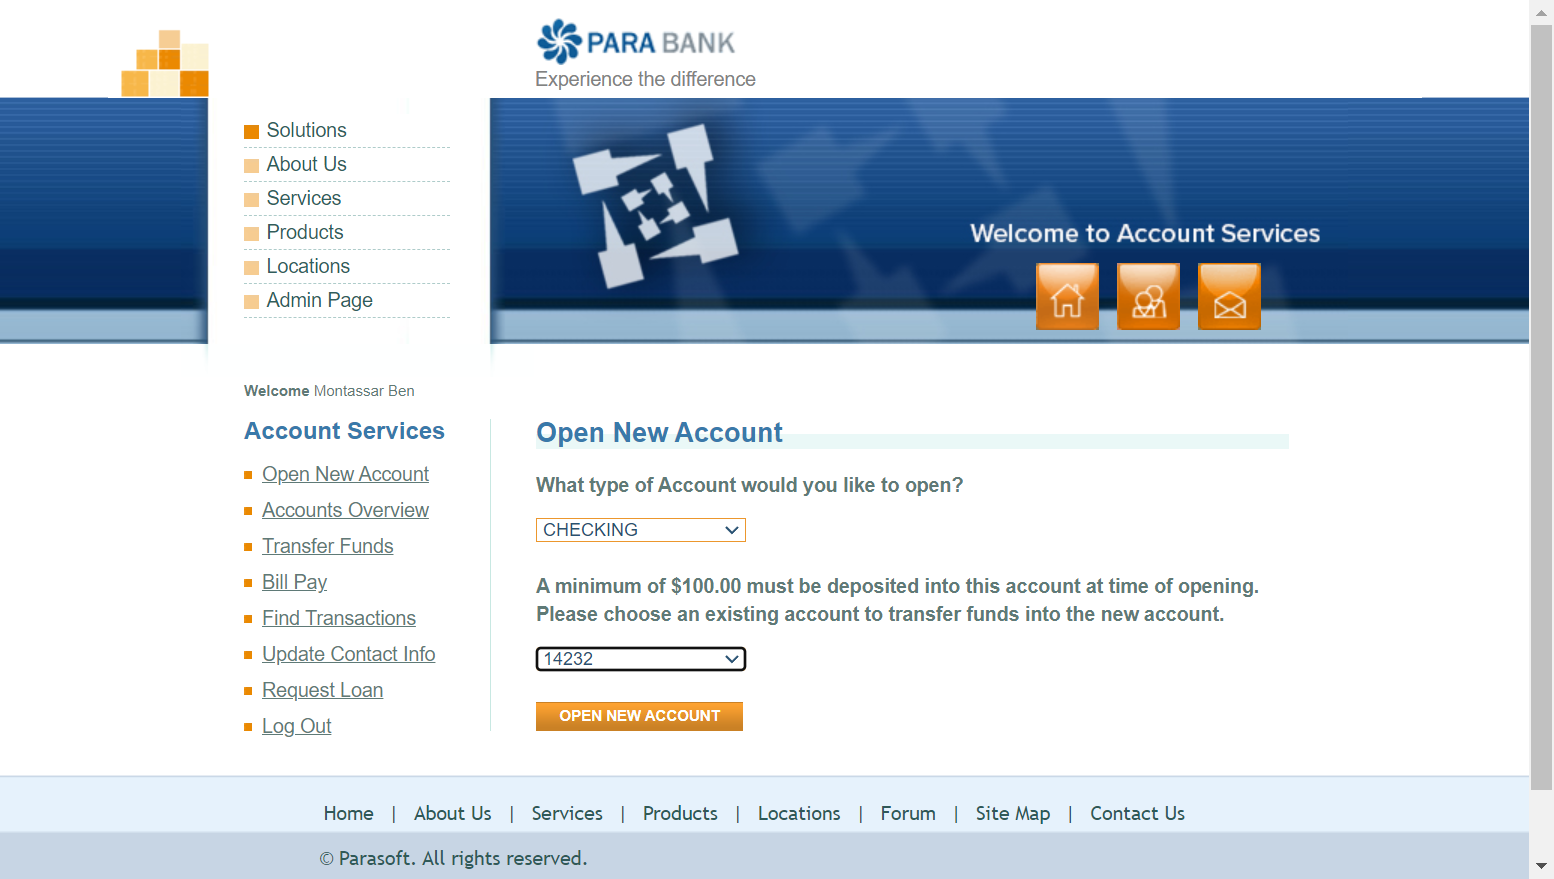 PARA BANK
Experience the difference
Solutions
About Us
Services
Products
Locations
Admin Page
Welcome to Account Services
Welcome Montassar Ben
Account Services
Open New Account
Accounts Overview
Transfer Funds
Bill Pay
Find Transactions
Update Contact Info
Request Loan
Log Out
Open New Account
What type of Account would you like to open?
CHECKING
A minimum of $100.00 must be deposited into this account at time of opening.
Please choose an existing account to transfer funds into the new account.
14232
OPEN NEW ACCOUNT
Home | About Us | Services | Products | Locations | Forum | Site Map | Contact Us
© Parasoft. All rights reserved.